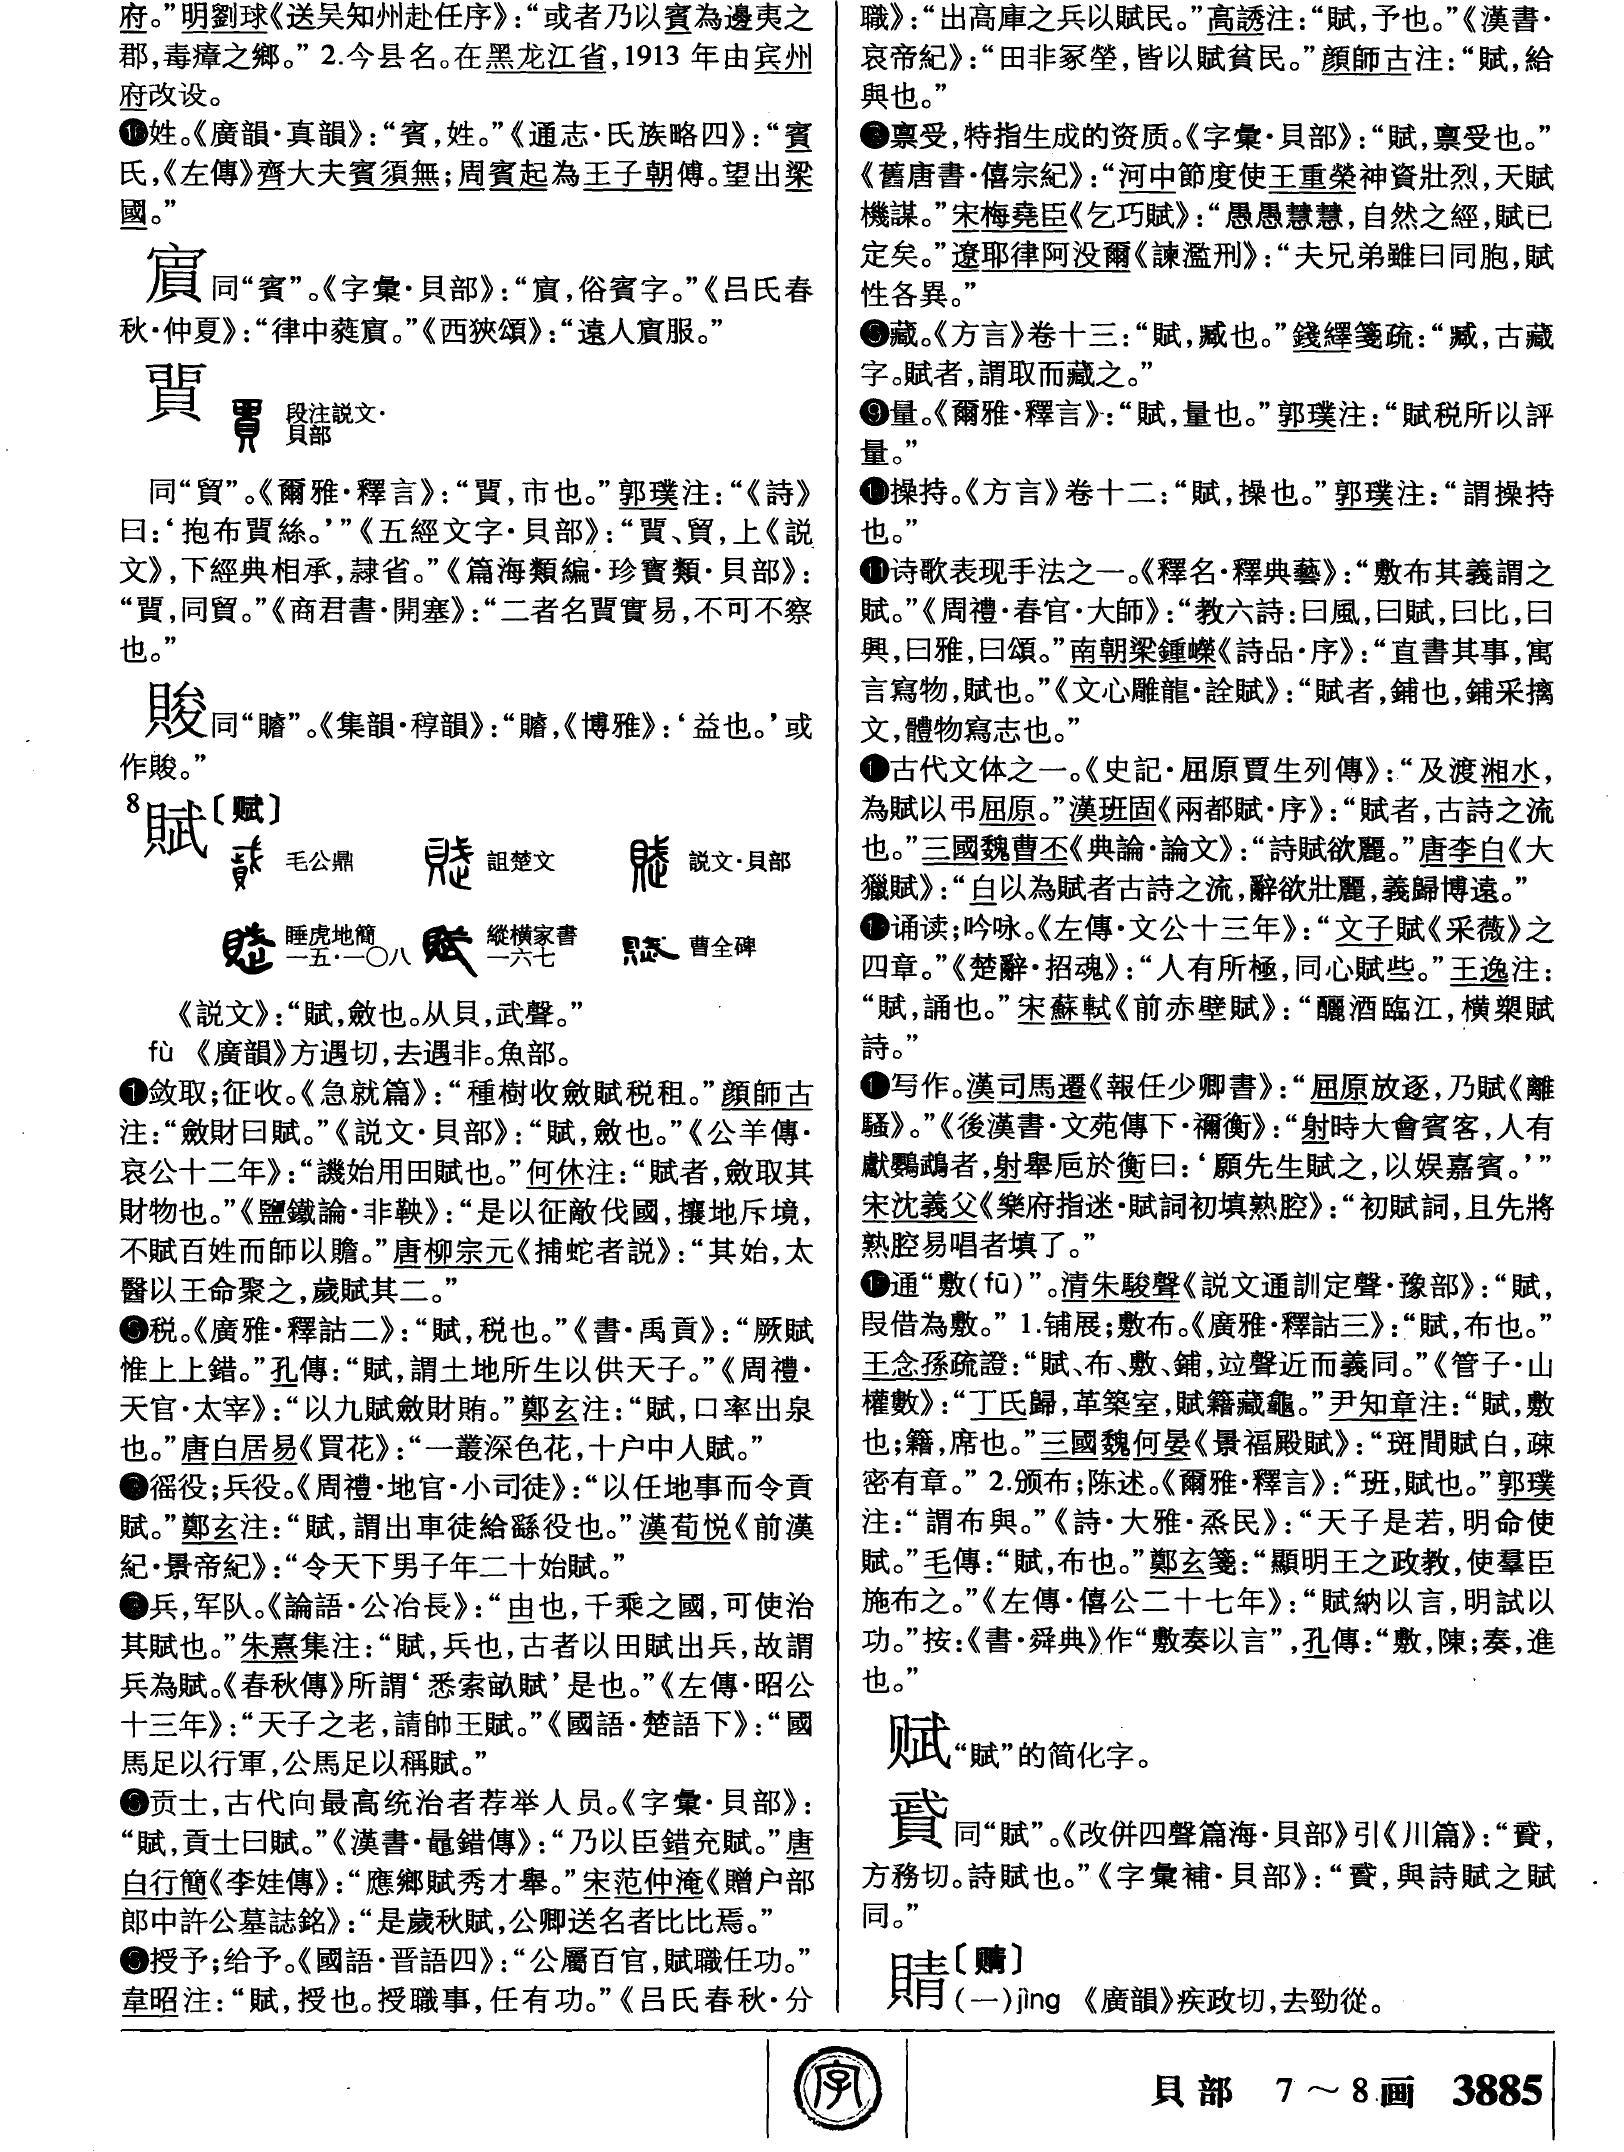 府。”明劉球《送吴知州赴任序》：“或者乃以賓為邊夷之
郡，毒瘴之鄉。” 2.今县名。在黑龙江省，1913 年由宾州
府改设。
⓰姓。《廣韻·真韻》：“賓，姓。”《通志·氏族略四》：“賓
氏，《左傳》齊大夫賓須無；周賓起為王子朝傅。望出梁
國。”
賔 同“賓”。《字彙·貝部》：“賔，俗賓字。”《吕氏春
秋·仲夏》：“律中蕤賔。”《西狹頌》：“遠人賔服。”
貿 段注説文·
貝部
同“貿”。《爾雅·釋言》：“貿，市也。”郭璞注：“《詩》
曰：‘抱布貿絲。’”《五經文字·貝部》：“貿、貿，上《説
文》，下經典相承，隷省。”《篇海類編·珍寶類·貝部》：
“貿，同貿。”《商君書·開塞》：“二者名貿實易，不可不察
也。”
賐同“賰”。《集韻·稕韻》：“賰，《博雅》：‘益也。’或
作賐。”
8 賦〔赋〕
毛公鼎 詛楚文 説文·貝部
睡虎地簡 一五·一〇八 縱横家書 一六七 曹全碑
《説文》：“賦，斂也。从貝，武聲。”
fù 《廣韻》方遇切，去遇非。魚部。
❶敛取；征收。《急就篇》：“種樹收斂賦税租。”顔師古
注：“斂財曰賦。”《説文·貝部》：“賦，斂也。”《公羊傳·
哀公十二年》：“譏始用田賦也。”何休注：“賦者，斂取其
財物也。”《鹽鐵論·非鞅》：“是以征敵伐國，攘地斥境，
不賦百姓而師以贍。”唐柳宗元《捕蛇者説》：“其始，太
醫以王命聚之，歲賦其二。”
❷税。《廣雅·釋詁二》：“賦，税也。”《書·禹貢》：“厥賦
惟上上錯。”孔傳：“賦，謂土地所生以供天子。”《周禮·
天官·太宰》：“以九賦斂財賄。”鄭玄注：“賦，口率出泉
也。”唐白居易《買花》：“一叢深色花，十户中人賦。”
❸徭役；兵役。《周禮·地官·小司徒》：“以任地事而令貢
賦。”鄭玄注：“賦，謂出車徒給繇役也。”漢荀悦《前漢
紀·景帝紀》：“令天下男子年二十始賦。”
❹兵，军队。《論語·公冶長》：“由也，千乘之國，可使治
其賦也。”朱熹集注：“賦，兵也，古者以田賦出兵，故謂
兵為賦。《春秋傳》所謂‘悉索敝賦’是也。”《左傳·昭公
十三年》：“天子之老，請帥王賦。”《國語·楚語下》：“國
馬足以行軍，公馬足以稱賦。”
❺贡士，古代向最高统治者荐举人员。《字彙·貝部》：
“賦，貢士曰賦。”《漢書·鼂錯傳》：“乃以臣錯充賦。”唐
白行簡《李娃傳》：“應鄉賦秀才舉。”宋范仲淹《贈户部
郎中許公墓誌銘》：“是歲秋賦，公卿送名者比比焉。”
❻授予；给予。《國語·晋語四》：“公屬百官，賦職任功。”
韋昭注：“賦，授也。授職事，任有功。”《吕氏春秋·分
職》：“出高庫之兵以賦民。”高誘注：“賦，予也。”《漢書·
哀帝紀》：“田非冢塋，皆以賦貧民。”顔師古注：“賦，給
與也。”
❼禀受，特指生成的资质。《字彙·貝部》：“賦，禀受也。”
《舊唐書·僖宗紀》：“河中節度使王重榮神資壯烈，天賦
機謀。”宋梅堯臣《乞巧賦》：“愚愚慧慧，自然之經，賦已
定矣。”遼耶律阿没爾《諫濫刑》：“夫兄弟雖曰同胞，賦
性各異。”
❽藏。《方言》卷十三：“賦，臧也。”錢繹箋疏：“臧，古藏
字。賦者，謂取而藏之。”
❾量。《爾雅·釋言》：“賦，量也。”郭璞注：“賦税所以評
量。”
❿操持。《方言》卷十二：“賦，操也。”郭璞注：“謂操持
也。”
⓫诗歌表现手法之一。《釋名·釋典藝》：“敷布其義謂之
賦。”《周禮·春官·大師》：“教六詩：曰風，曰賦，曰比，曰
興，曰雅，曰頌。”南朝梁鍾嶸《詩品·序》：“直書其事，寓
言寫物，賦也。”《文心雕龍·詮賦》：“賦者，鋪也，鋪采摛
文，體物寫志也。”
⓬古代文体之一。《史記·屈原賈生列傳》：“及渡湘水，
為賦以弔屈原。”漢班固《兩都賦·序》：“賦者，古詩之流
也。”三國魏曹丕《典論·論文》：“詩賦欲麗。”唐李白《大
獵賦》：“白以為賦者古詩之流，辭欲壯麗，義歸博遠。”
⓭诵读；吟咏。《左傳·文公十三年》：“文子賦《采薇》之
四章。”《楚辭·招魂》：“人有所極，同心賦些。”王逸注：
“賦，誦也。”宋蘇軾《前赤壁賦》：“釃酒臨江，横槊賦
詩。”
⓮写作。漢司馬遷《報任少卿書》：“屈原放逐，乃賦《離
騷》。”《後漢書·文苑傳下·禰衡》：“射時大會賓客，人有
獻鸚鵡者，射舉巵於衡曰：‘願先生賦之，以娱嘉賓。’”
宋沈義父《樂府指迷·賦詞初填熟腔》：“初賦詞，且先將
熟腔易唱者填了。”
⓯通“敷(fū)”。清朱駿聲《説文通訓定聲·豫部》：“賦，
叚借為敷。” 1.铺展；敷布。《廣雅·釋詁三》：“賦，布也。”
王念孫疏證：“賦、布、敷、鋪，竝聲近而義同。”《管子·山
權數》：“丁氏歸，革築室，賦籍藏龜。”尹知章注：“賦，敷
也；籍，席也。”三國魏何晏《景福殿賦》：“斑間賦白，疎
密有章。” 2.颁布；陈述。《爾雅·釋言》：“班，賦也。”郭璞
注：“謂布與。”《詩·大雅·烝民》：“天子是若，明命使
賦。”毛傳：“賦，布也。”鄭玄箋：“顯明王之政教，使羣臣
施布之。”《左傳·僖公二十七年》：“賦納以言，明試以
功。”按：《書·舜典》作“敷奏以言”，孔傳：“敷，陳；奏，進
也。”
赋“賦”的简化字。
賨同“賦”。《改併四聲篇海·貝部》引《川篇》：“，
方務切。詩賦也。”《字彙補·貝部》：“，與詩賦之賦
同。”
䝼〔䞍〕
(一)jìng 《廣韻》疾政切，去勁從。
字
貝部 7～8画 3885